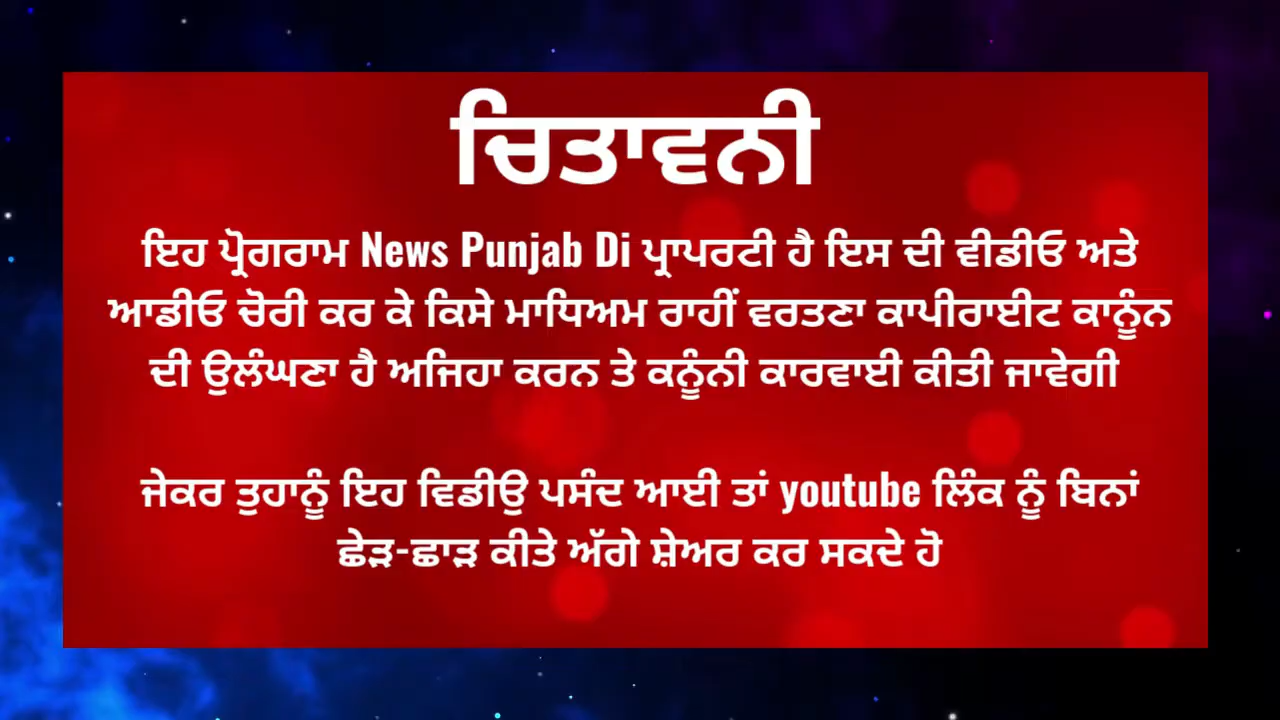 ਚਿਤਾਵਨੀ
ਇਹ ਪ੍ਰੋਗਰਾਮ News Punjab Di ਪ੍ਰਾਪਰਟੀ ਹੈ ਇਸ ਦੀ ਵੀਡੀਓ ਅਤੇ
ਆਡੀਓ ਚੋਰੀ ਕਰ ਕੇ ਕਿਸੇ ਮਾਧਿਅਮ ਰਾਹੀਂ ਵਰਤਣਾ ਕਾਪੀਰਾਈਟ ਕਾਨੂੰਨ
ਦੀ ਉਲੰਘਣਾ ਹੈ ਅਜਿਹਾ ਕਰਨ ਤੇ ਕਨੂੰਨੀ ਕਾਰਵਾਈ ਕੀਤੀ ਜਾਵੇਗੀ
ਜੇਕਰ ਤੁਹਾਨੂੰ ਇਹ ਵਿਡੀਉ ਪਸੰਦ ਆਈ ਤਾਂ youtube ਲਿੰਕ ਨੂੰ ਬਿਨਾਂ
ਛੇੜ-ਛਾੜ ਕੀਤੇ ਅੱਗੇ ਸ਼ੇਅਰ ਕਰ ਸਕਦੇ ਹੋ